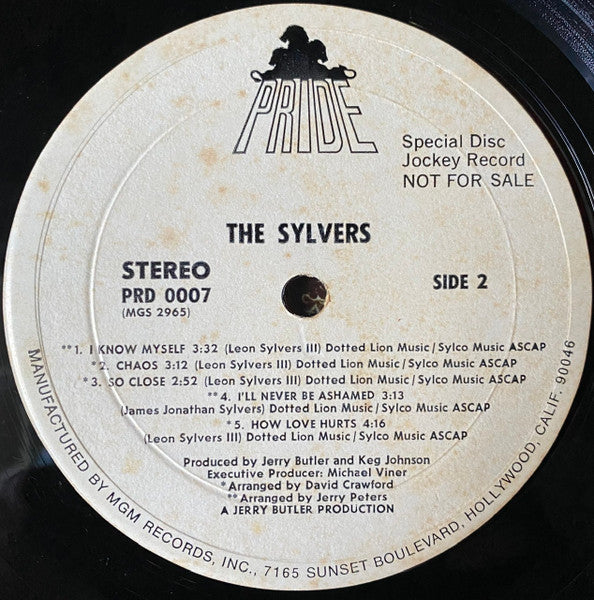 PRIDE
Special Disc
Jockey Record
NOT FOR SALE
THE SYLVERS
STEREO
PRD 0007
(MGS 2965)
SIDE 2
**1. I KNOW MYSELF 3:32 (Leon Sylvers III) Dotted Lion Music/Sylco Music ASCAP
*2. CHAOS 3:12 (Leon Sylvers III) Dotted Lion Music/Sylco Music ASCAP
*3. SO CLOSE 2:52 (Leon Sylvers III) Dotted Lion Music/Sylco Music ASCAP
**4. I'LL NEVER BE ASHAMED 3:13
(James Jonathan Sylvers) Dotted Lion Music/Sylco Music ASCAP
*5. HOW LOVE HURTS 4:16
(Leon Sylvers III) Dotted Lion Music/Sylco Music ASCAP
Produced by Jerry Butler and Keg Johnson
Executive Producer: Michael Viner
*Arranged by David Crawford
**Arranged by Jerry Peters
A JERRY BUTLER PRODUCTION
MANUFACTURED BY MGM RECORDS, INC., 7165 SUNSET BOULEVARD, HOLLYWOOD, CALIF. 90046